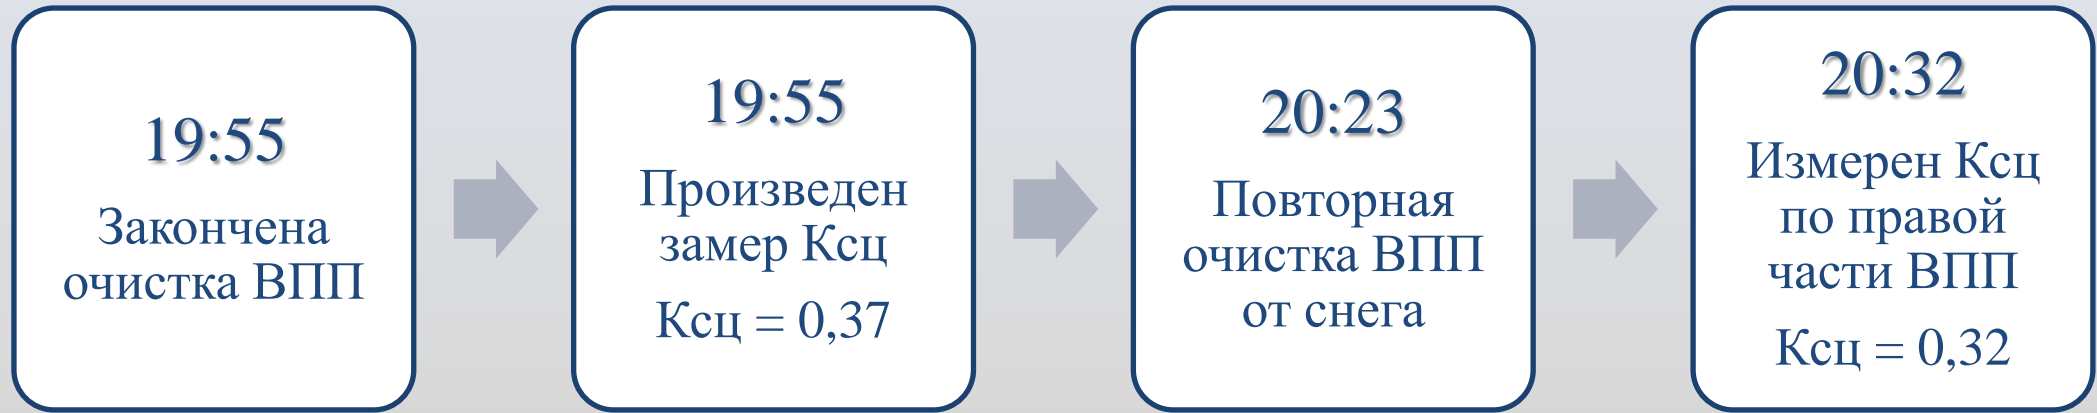 19:55
Закончена
очистка ВПП
19:55
Произведен
замер Ксц
Ксц = 0,37
20:23
Повторная
очистка ВПП
от снега
20:32
Измерен Ксц
по правой
части ВПП
Ксц = 0,32